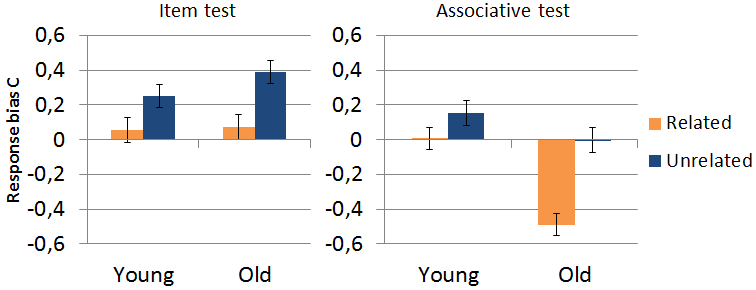 Item test
Associative test
Response bias C
0,6
0,4
0,2
0
-0,2
-0,4
-0,6
Young
Old
0,6
0,4
0,2
0
-0,2
-0,4
-0,6
Young
Old
Related
Unrelated